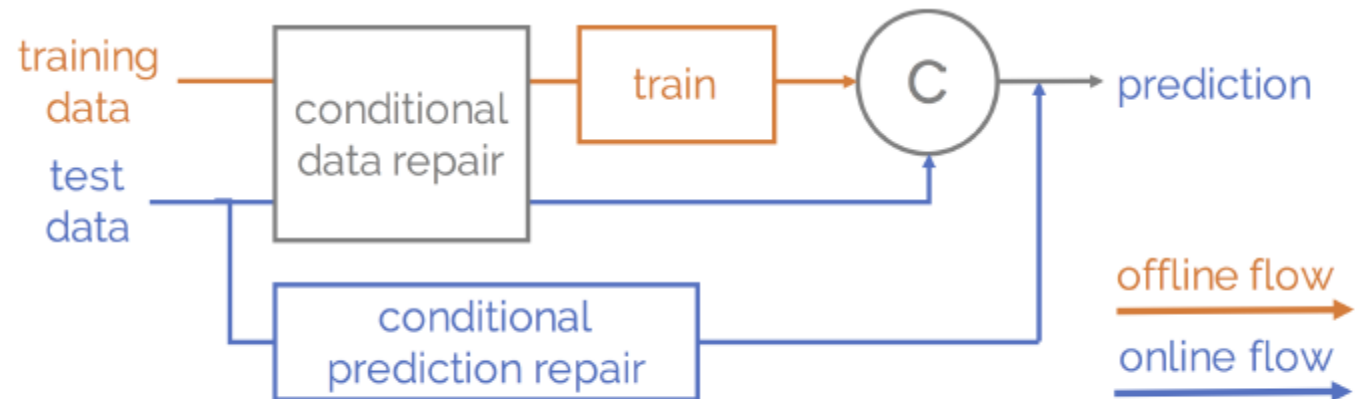 training
data
conditional
data repair
train
C
prediction
test
data
conditional
prediction repair
offline flow
online flow